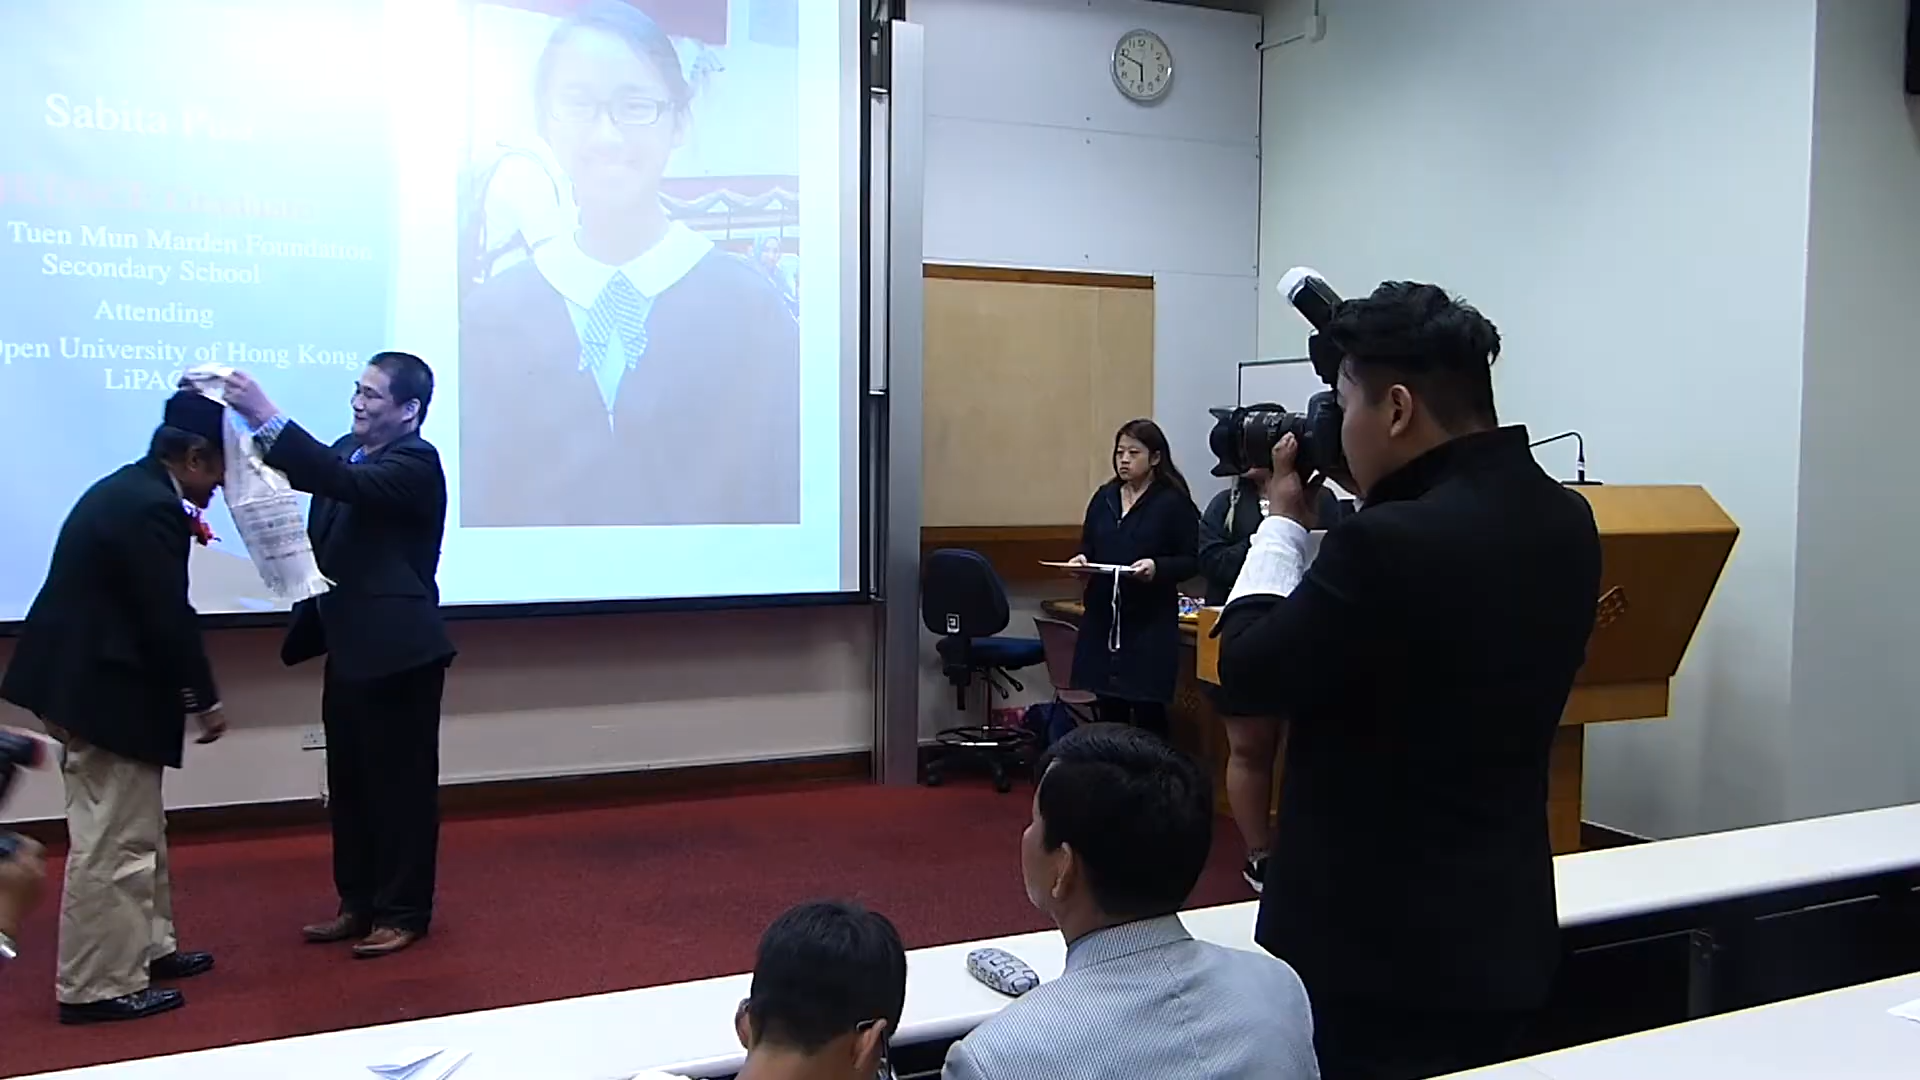 Sabita
Tuen Mun Marden Foundation
Secondary School
Attending
Open University of Hong Kong,